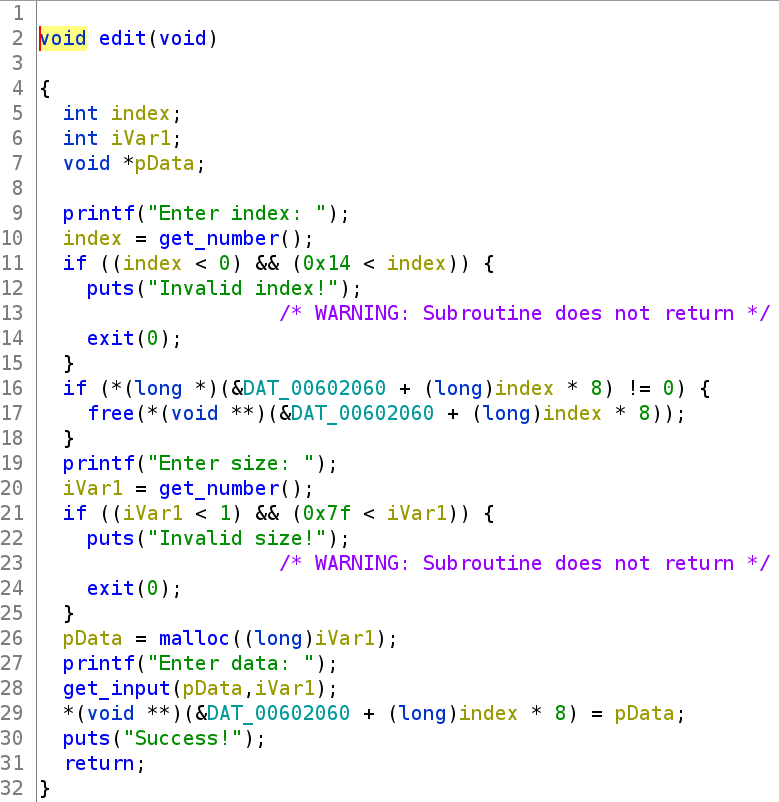 1
2 void edit(void)
3
4 {
5   int index;
6   int iVar1;
7   void *pData;
8
9   printf("Enter index: ");
10   index = get_number();
11   if ((index < 0) && (0x14 < index)) {
12     puts("Invalid index!");
13                     /* WARNING: Subroutine does not return */
14     exit(0);
15   }
16   if (*(long *)(&DAT_00602060 + (long)index * 8) != 0) {
17     free(*(void **)(&DAT_00602060 + (long)index * 8));
18   }
19   printf("Enter size: ");
20   iVar1 = get_number();
21   if ((iVar1 < 1) && (0x7f < iVar1)) {
22     puts("Invalid size!");
23                     /* WARNING: Subroutine does not return */
24     exit(0);
25   }
26   pData = malloc((long)iVar1);
27   printf("Enter data: ");
28   get_input(pData,iVar1);
29   *(void **)(&DAT_00602060 + (long)index * 8) = pData;
30   puts("Success!");
31   return;
32 }